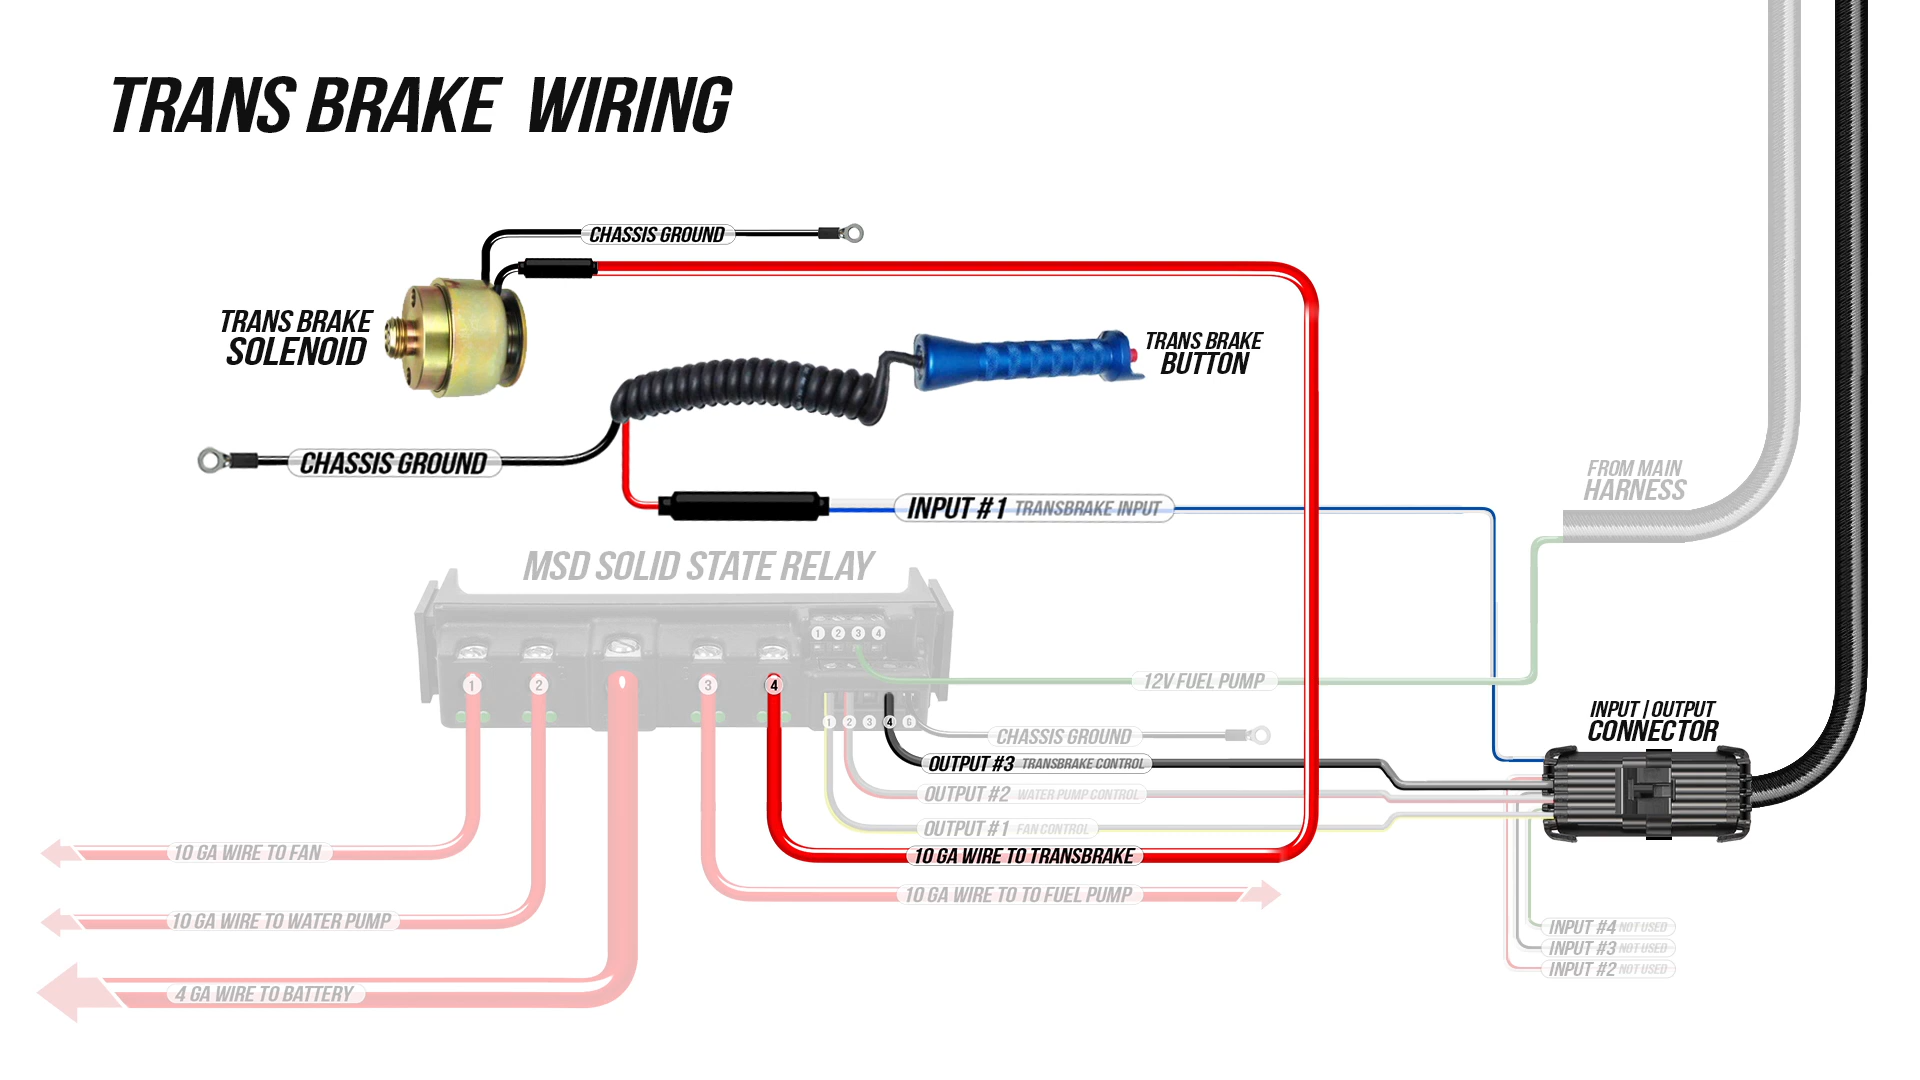 TRANS BRAKE WIRING
CHASSIS GROUND
TRANS BRAKE
SOLENOID
TRANS BRAKE
BUTTON
CHASSIS GROUND
INPUT #1 TRANSBRAKE INPUT
FROM MAIN
HARNESS
MSD SOLID STATE RELAY
1 2 3 4
1 2 3 4
12V FUEL PUMP
1 2 3 4 6
CHASSIS GROUND
INPUT | OUTPUT
CONNECTOR
OUTPUT #3 TRANSBRAKE CONTROL
OUTPUT #2 WATER PUMP CONTROL
OUTPUT #1 FAN CONTROL
10 GA WIRE TO FAN
10 GA WIRE TO TRANSBRAKE
10 GA WIRE TO TO FUEL PUMP
10 GA WIRE TO WATER PUMP
INPUT #4 NOT USED
INPUT #3 NOT USED
INPUT #2 NOT USED
4 GA WIRE TO BATTERY